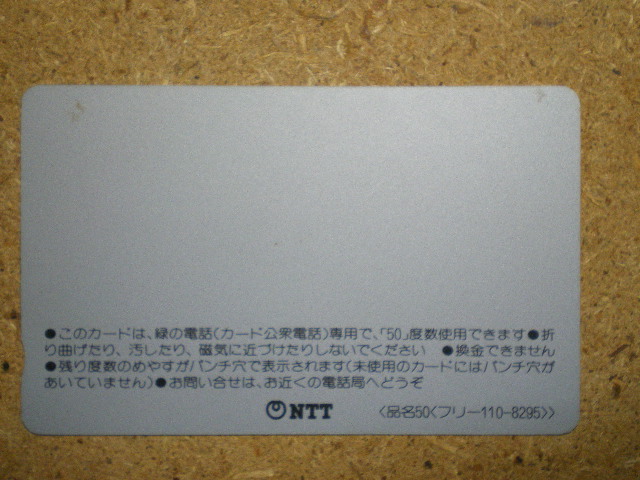 ●このカードは、緑の電話(カード公衆電話)専用で、「50」度数使用できます●折
り曲げたり、汚したり、磁気に近づけたりしないでください　●換金できません
●残り度数のめやすがパンチ穴で表示されます(未使用のカードにはパンチ穴が
あいていません)●お問い合せは、お近くの電話局へどうぞ
NTT 〈品名50〈フリー110-8295〉〉